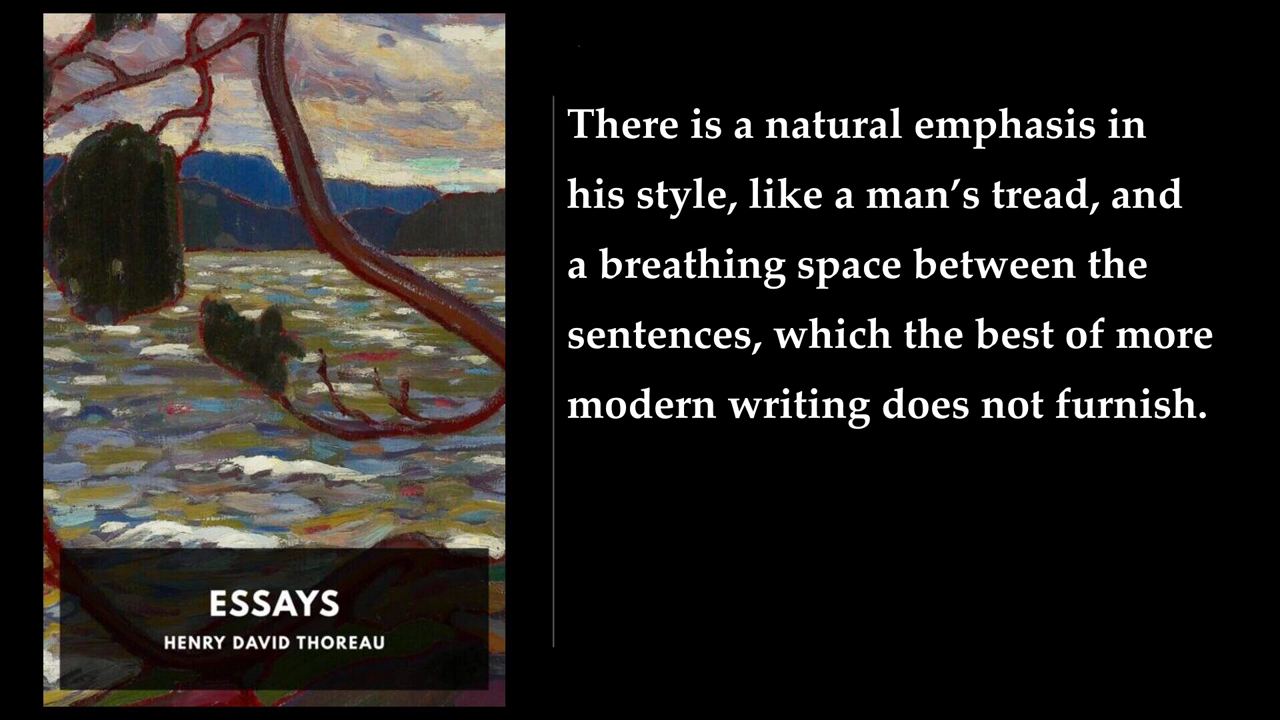 There is a natural emphasis in
his style, like a man’s tread, and
a breathing space between the
sentences, which the best of more
modern writing does not furnish.
ESSAYS
HENRY DAVID THOREAU